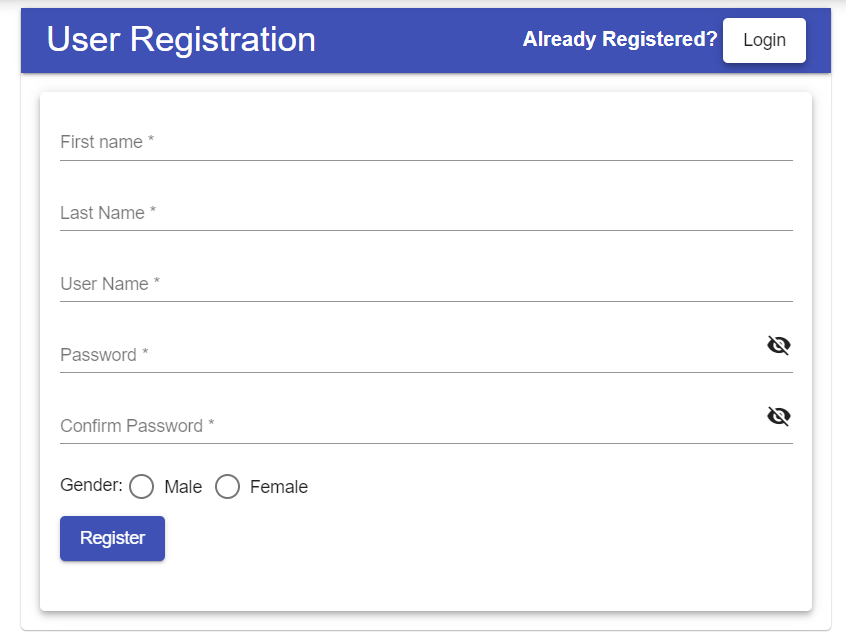 User Registration
Already Registered? Login
First name *
Last Name *
User Name *
Password *
Confirm Password *
Gender: Male Female
Register